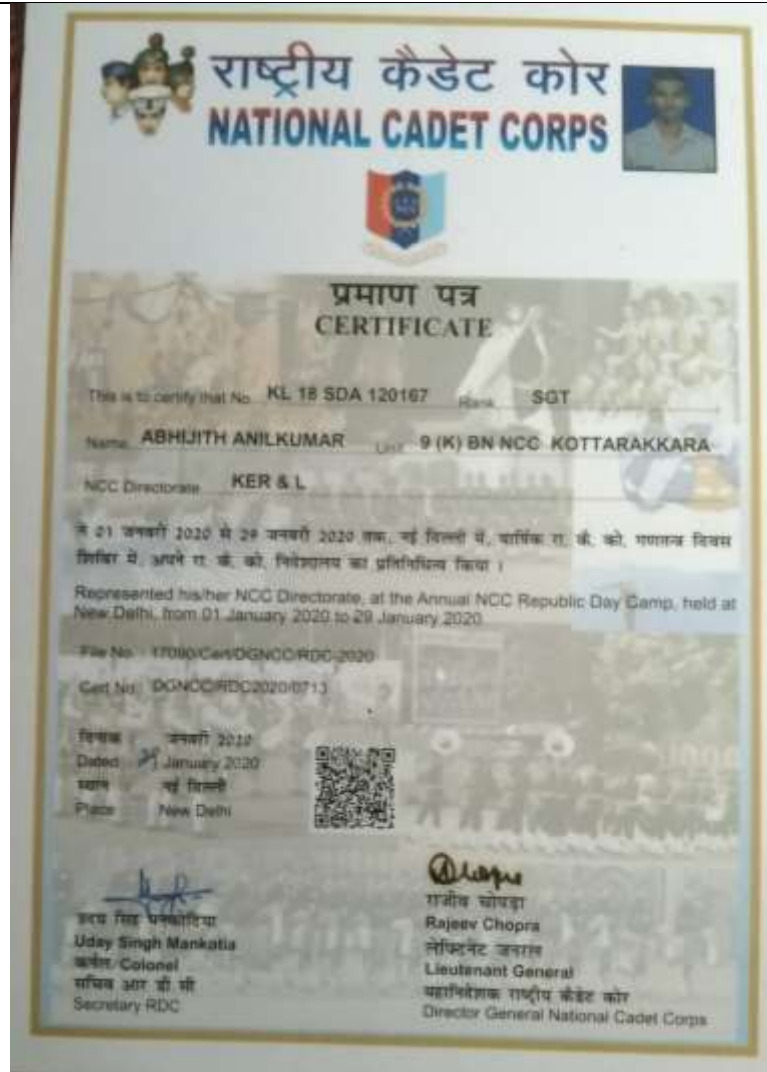 राष्ट्रीय कैडेट कोर
NATIONAL CADET CORPS
प्रमाण पत्र
CERTIFICATE
This is to certify that No KL 18 SDA 120167 Rank SGT
Name ABHIJITH ANILKUMAR Unit 9 (K) BN NCC KOTTARAKKARA
NCC Directorate KER & L
ने 01 जनवरी 2020 से 29 जनवरी 2020 तक, नई दिल्ली में, वार्षिक रा. कै. को. गणतन्त्र दिवस
शिविर में, अपने रा. कै. को. निदेशालय का प्रतिनिधित्व किया ।
Represented his/her NCC Directorate, at the Annual NCC Republic Day Camp, held at
New Delhi, from 01 January 2020 to 29 January 2020
File No. 17080/Cert/DGNCC/RDC-2020
Cert No. DGNCC/RDC2020/0713
दिनांक जनवरी 2020
Dated January 2020
स्थान नई दिल्ली
Place New Delhi
उदय सिंह मनकोटिया
Uday Singh Mankotia
कर्नल/Colonel
सचिव आर डी सी
Secretary RDC
राजीव चोपड़ा
Rajeev Chopra
लेफ्टिनेंट जनरल
Lieutenant General
महानिदेशक राष्ट्रीय कैडेट कोर
Director General National Cadet Corps